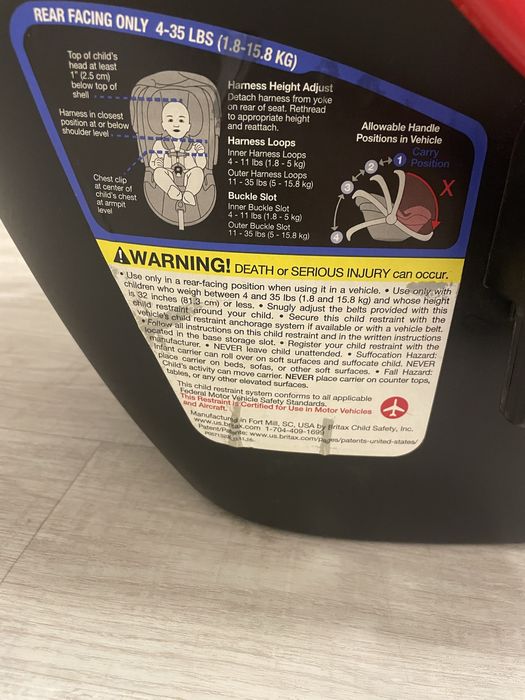 REAR FACING ONLY 4-35 LBS (1.8-15.8 KG)
Top of child's
head at least
1" (2.5 cm)
below top of
shell
Harness in closest
position at or below
shoulder level
Chest clip
at center of
child's chest
at armpit
level
Harness Height Adjust
Detach harness from yoke
on rear of seat. Rethread
to appropriate height
and reattach.
Harness Loops
Inner Harness Loops
4 - 11 lbs (1.8 - 5 kg)
Outer Harness Loops
11 - 35 lbs (5 - 15.8 kg)
Buckle Slot
Inner Buckle Slot
4 - 11 lbs (1.8 - 5 kg)
Outer Buckle Slot
11 - 35 lbs (5 - 15.8 kg)
Allowable Handle
Positions in Vehicle
1 Carry
Position
2
3
4
X
WARNING! DEATH or SERIOUS INJURY can occur.
• Use only in a rear-facing position when using it in a vehicle. • Use only with
children who weigh between 4 and 35 lbs (1.8 and 15.8 kg) and whose height
is 32 inches (81.3 cm) or less. • Snugly adjust the belts provided with this
child restraint around your child. • Secure this child restraint with the
vehicle's child restraint anchorage system if available or with a vehicle belt.
• Follow all instructions on this child restraint and in the written instructions
located in the base storage slot. • Register your child restraint with the
manufacturer. • NEVER leave child unattended. • Suffocation Hazard:
Infant carrier can roll over on soft surfaces and suffocate child. NEVER
place carrier on beds, sofas, or other soft surfaces. • Fall Hazard:
Child's activity can move carrier. NEVER place carrier on counter tops,
tables, or any other elevated surfaces.
This child restraint system conforms to all applicable
Federal Motor Vehicle Safety Standards.
This Restraint is Certified for Use in Motor Vehicles
and Aircraft.
Manufactured in Fort Mill, SC, USA by Britax Child Safety, Inc.
www.us.britax.com 1-704-409-1699
Patent/Patents: www.us.britax.com/pages/patents-united-states/